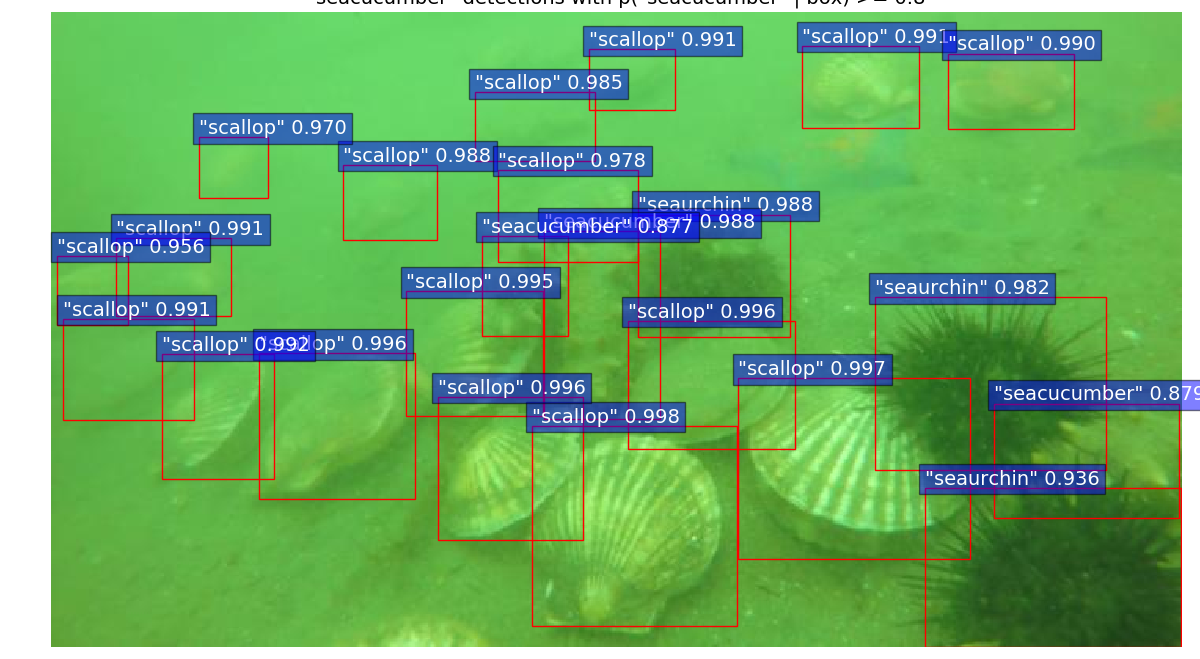 "seacucumber" detections with p("seacucumber" | box) >= 0.8
"scallop" 0.991
"scallop" 0.991
"scallop" 0.990
"scallop" 0.985
"scallop" 0.970
"scallop" 0.988
"scallop" 0.978
"seaurchin" 0.988
"seacucumber" 0.988
"seacucumber" 0.877
"scallop" 0.991
"scallop" 0.956
"scallop" 0.995
"seaurchin" 0.982
"scallop" 0.991
"scallop" 0.996
"scallop" 0.992
"scallop" 0.996
"scallop" 0.997
"scallop" 0.996
"seacucumber" 0.879
"scallop" 0.998
"seaurchin" 0.936